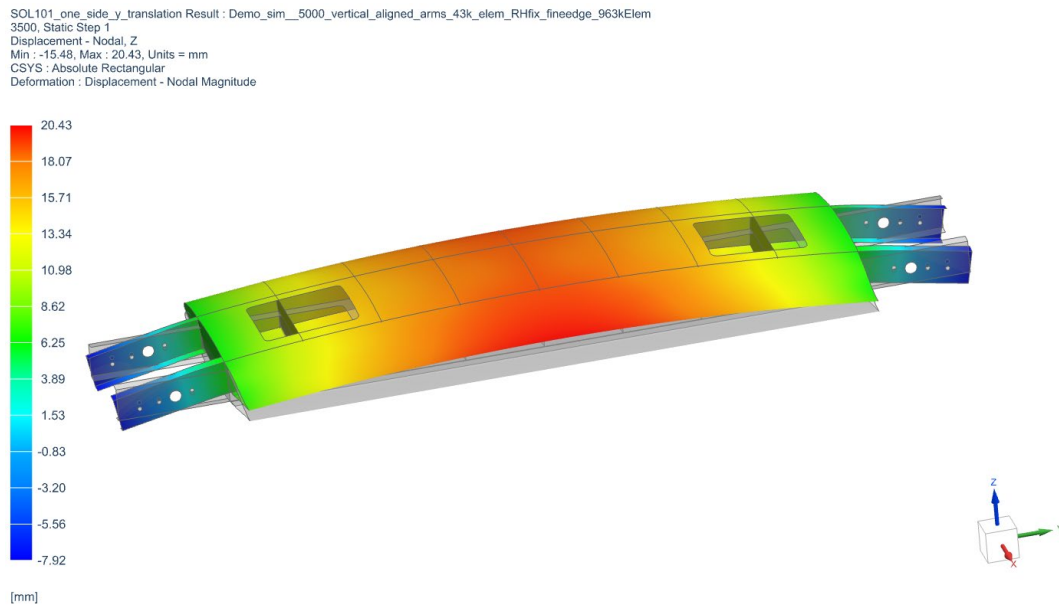 SOL101_one_side_y_translation Result : Demo_sim__5000_vertical_aligned_arms_43k_elem_RHfix_fineedge_963kElem
3500, Static Step 1
Displacement - Nodal, Z
Min : -15.48, Max : 20.43, Units = mm
CSYS : Absolute Rectangular
Deformation : Displacement - Nodal Magnitude
20.43
18.07
15.71
13.34
10.98
8.62
6.25
3.89
1.53
-0.83
-3.20
-5.56
-7.92
[mm]
Z
X